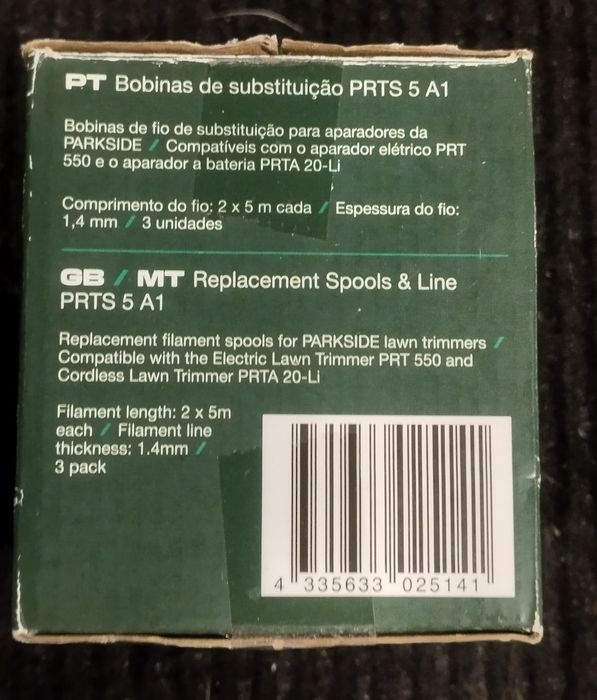 PT Bobinas de substituição PRTS 5 A1
Bobinas de fio de substituição para aparadores da
PARKSIDE / Compatíveis com o aparador elétrico PRT
550 e o aparador a bateria PRTA 20-Li
Comprimento do fio: 2 x 5 m cada / Espessura do fio:
1,4 mm / 3 unidades
GB / MT Replacement Spools & Line
PRTS 5 A1
Replacement filament spools for PARKSIDE lawn trimmers /
Compatible with the Electric Lawn Trimmer PRT 550 and
Cordless Lawn Trimmer PRTA 20-Li
Filament length: 2 x 5m
each / Filament line
thickness: 1.4mm /
3 pack
4 335633 025141